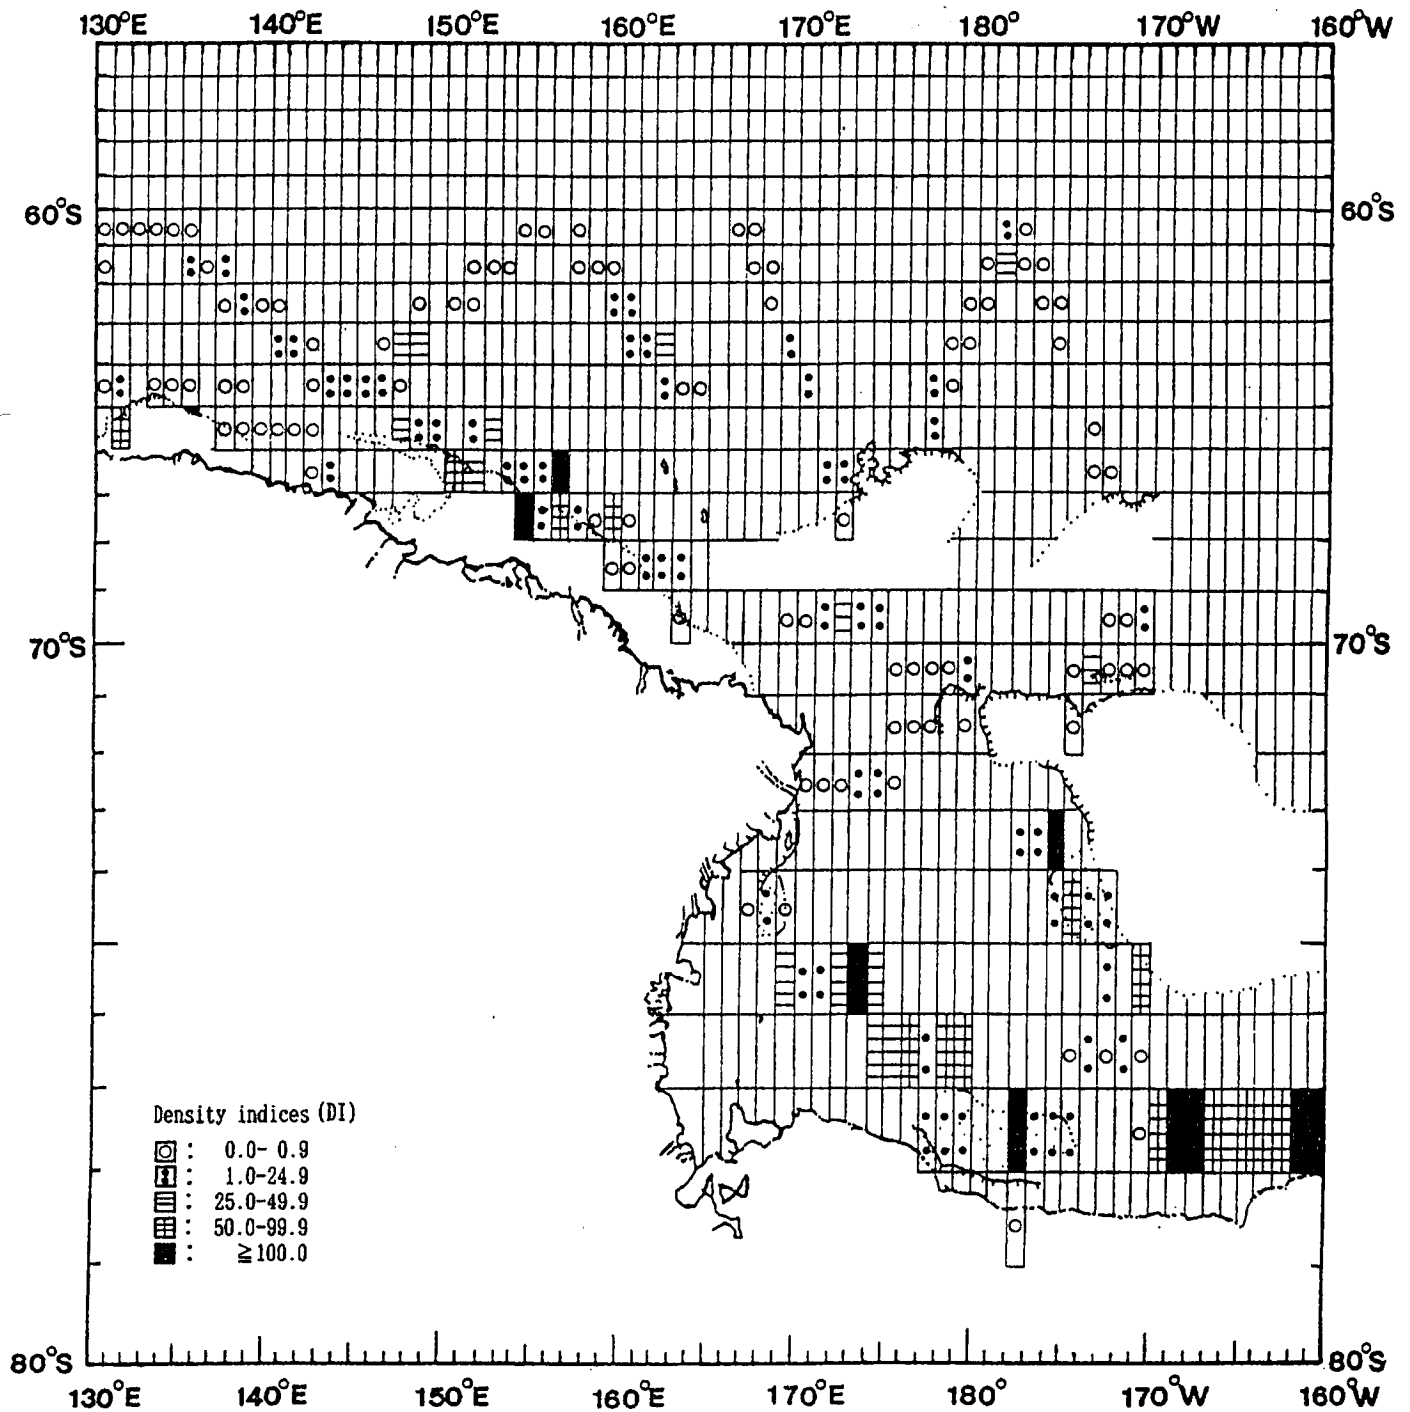 130°E 140°E 150°E 160°E 170°E 180° 170°W 160°W
60°S 60°S
70°S 70°S
Density indices (DI)
: 0.0- 0.9
: 1.0-24.9
: 25.0-49.9
: 50.0-99.9
: ≧100.0
80°S 80°S
130°E 140°E 150°E 160°E 170°E 180° 170°W 160°W